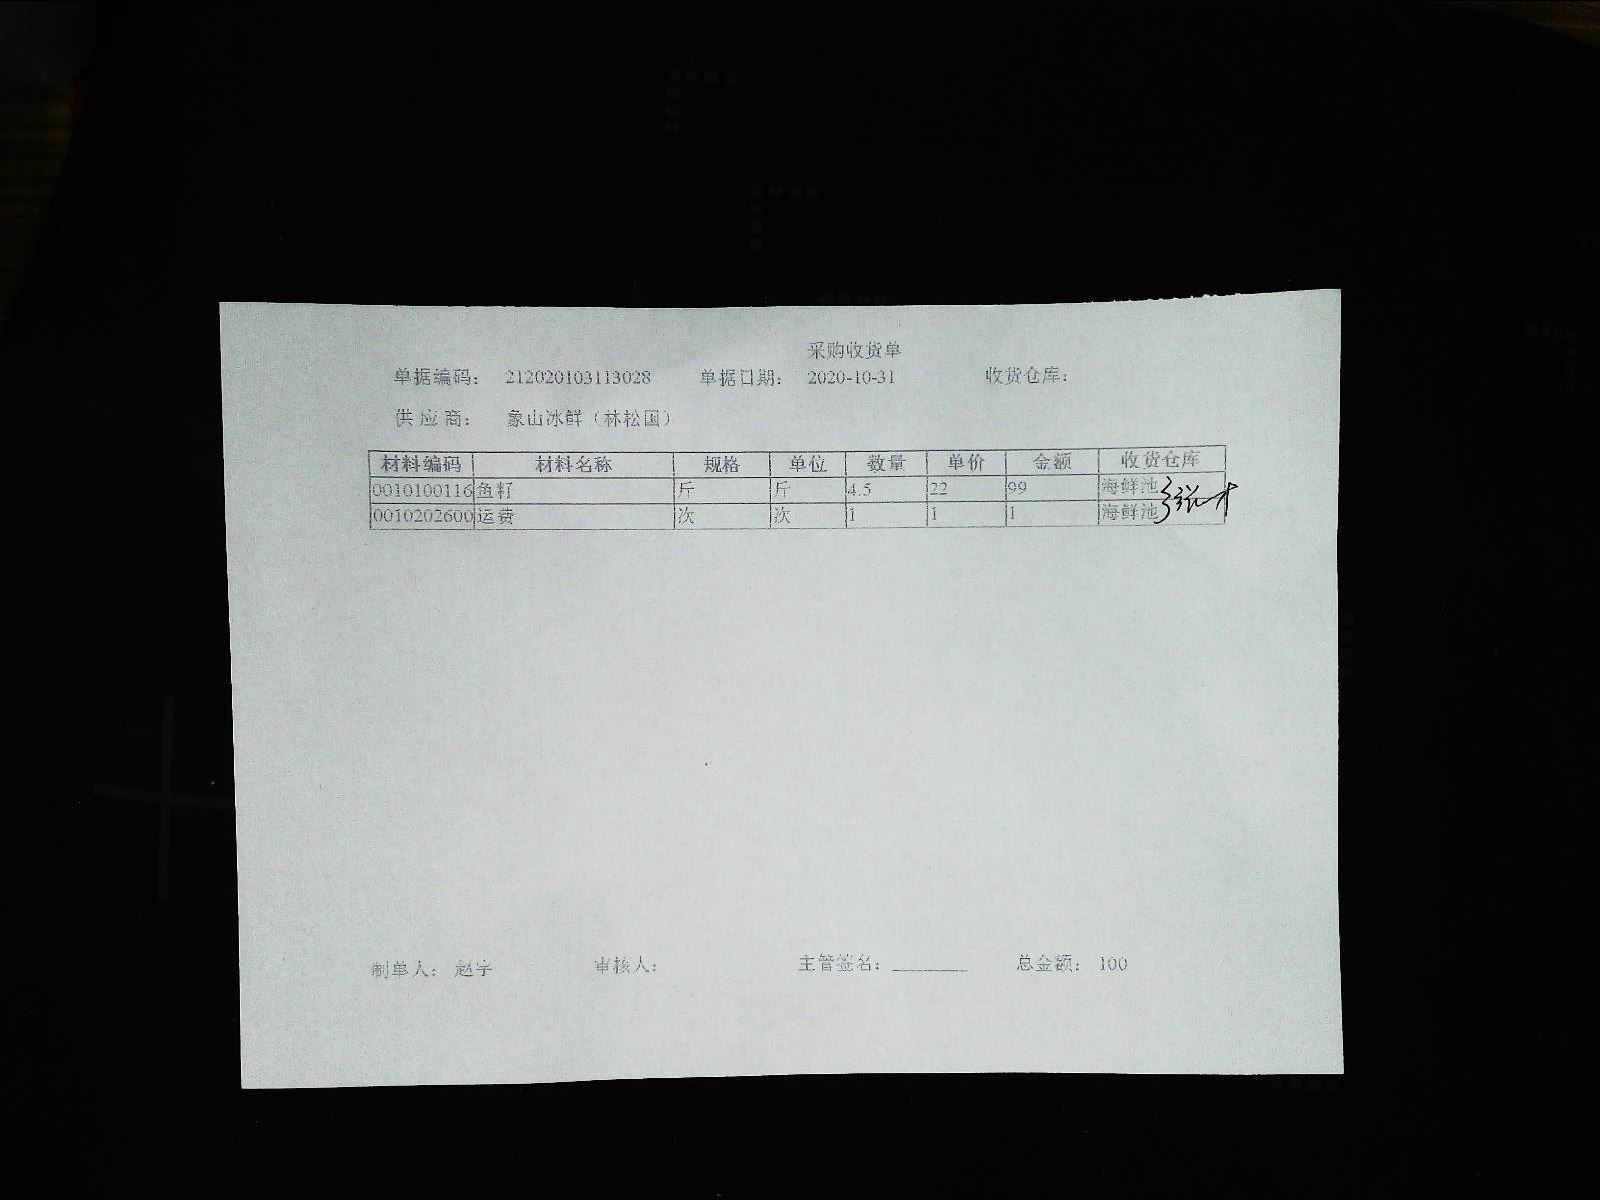 采购收货单
单据编码: 212020103113028 单据日期: 2020-10-31 收货仓库:
供 应 商: 象山冰鲜（林松国）
材料编码 材料名称 规格 单位 数量 单价 金额 收货仓库
0010100116 鱼籽 斤 斤 4.5 22 99 海鲜池
0010202600 运费 次 次 1 1 1 海鲜池
制单人: 赵宇 审核人: 主管签名: ________ 总金额: 100